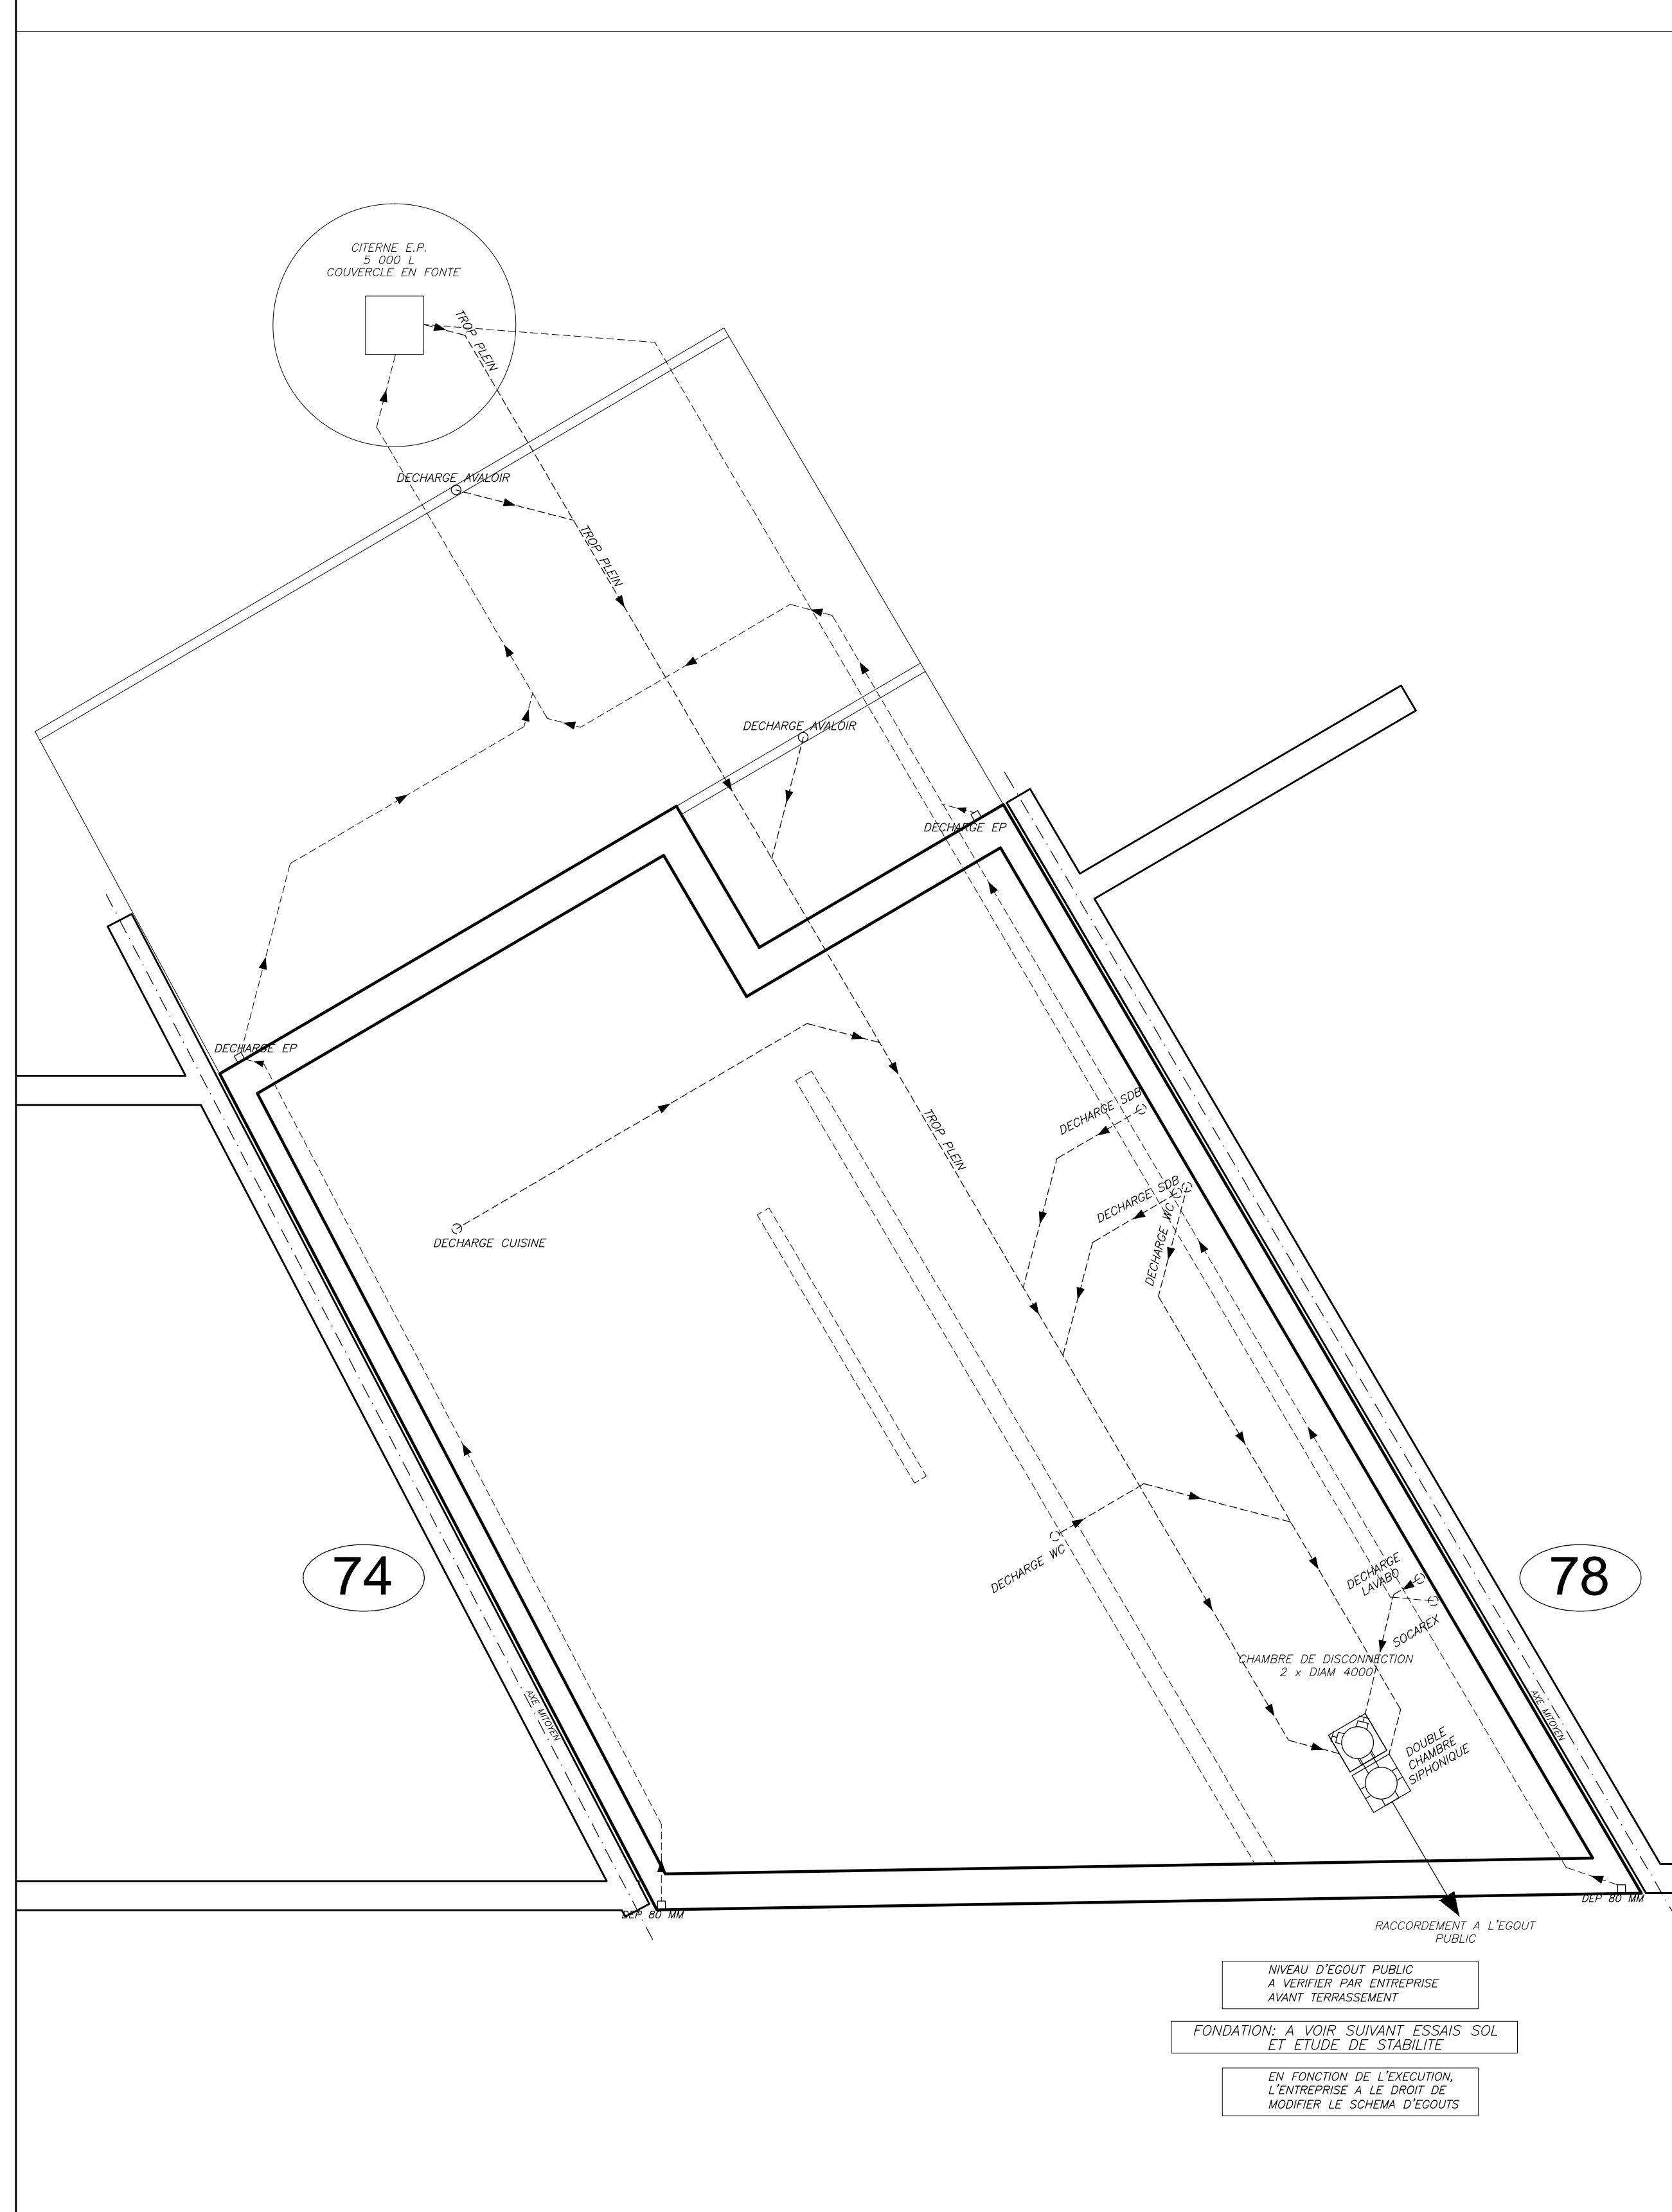 CITERNE E.P.
5 000 L
COUVERCLE EN FONTE
TROP PLEIN
DECHARGE AVALOIR
TROP PLEIN
DECHARGE AVALOIR
DECHARGE EP
DECHARGE EP
TROP PLEIN
DECHARGE SDB
DECHARGE SDB
DECHARGE WC
DECHARGE CUISINE
DECHARGE WC
74
78
DECHARGE
LAVABO
SOCAREX
CHAMBRE DE DISCONNECTION
2 x DIAM 4000
AXE MITOYEN
AXE MITOYEN
DOUBLE
CHAMBRE
SIPHONIQUE
DEP 80 MM
DEP 80 MM
RACCORDEMENT A L'EGOUT
PUBLIC
NIVEAU D'EGOUT PUBLIC
A VERIFIER PAR ENTREPRISE
AVANT TERRASSEMENT
FONDATION: A VOIR SUIVANT ESSAIS SOL
ET ETUDE DE STABILITE
EN FONCTION DE L'EXECUTION,
L'ENTREPRISE A LE DROIT DE
MODIFIER LE SCHEMA D'EGOUTS